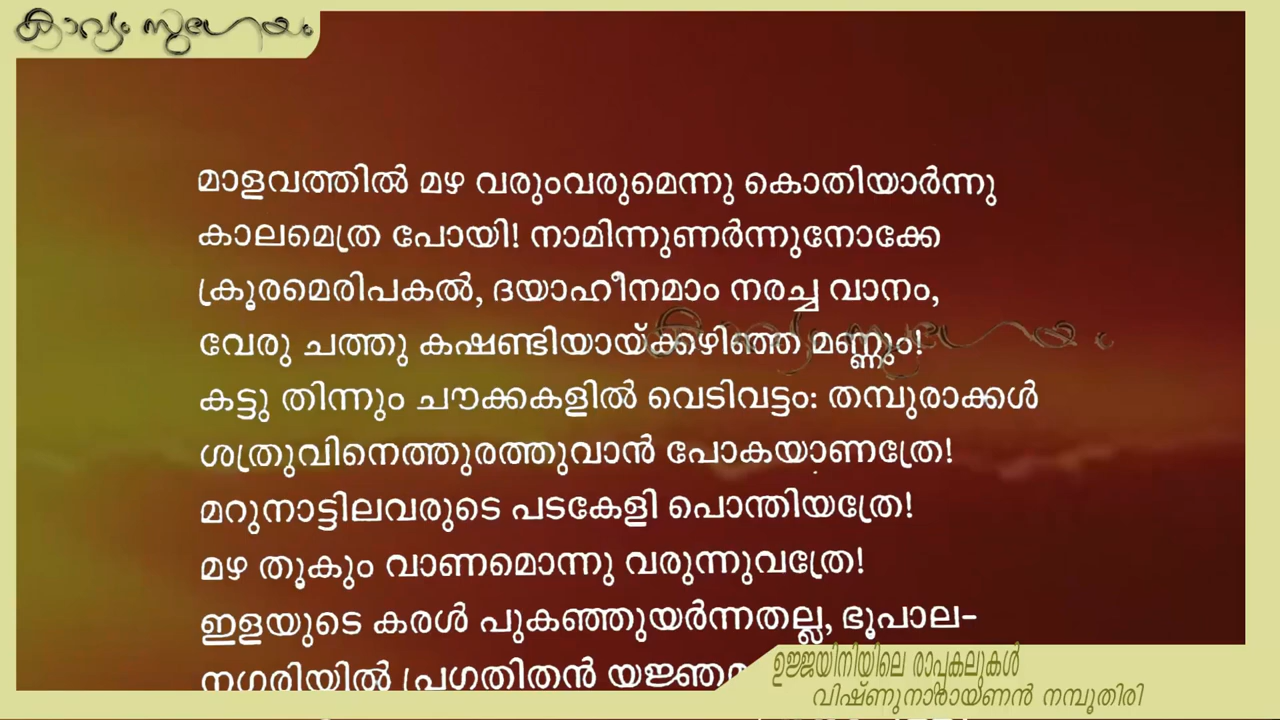 കാവ്യം സുഗേയം
മാളവത്തിൽ മഴ വരുംവരുമെന്നു കൊതിയാർന്നു
കാലമെത്ര പോയി! നാമിന്നുണർന്നുനോക്കേ
ക്രൂരമെരിപകൽ, ദയാഹീനമാം നരച്ച വാനം,
വേരു ചത്തു കഷണ്ടിയായ്ക്കഴിഞ്ഞ മണ്ണും!
കട്ടു തിന്നും ചൗക്കകളിൽ വെടിവട്ടം: തമ്പുരാക്കൾ
ശത്രുവിനെത്തുരത്തുവാൻ പോകയാണത്രേ!
മറുനാട്ടിലവരുടെ പടകേളി പൊന്തിയത്രേ!
മഴ തൂകും വാണമൊന്നു വരുന്നുവത്രേ!
ഇളയുടെ കരൾ പുകഞ്ഞുയർന്നതല്ല, ഭൂപാല-
നഗരിയിൽ പ്രഗതിതൻ
ഉജ്ജയിനിയിലെ രാപ്പകലുകൾ
വിഷ്ണുനാരായണൻ നമ്പൂതിരി